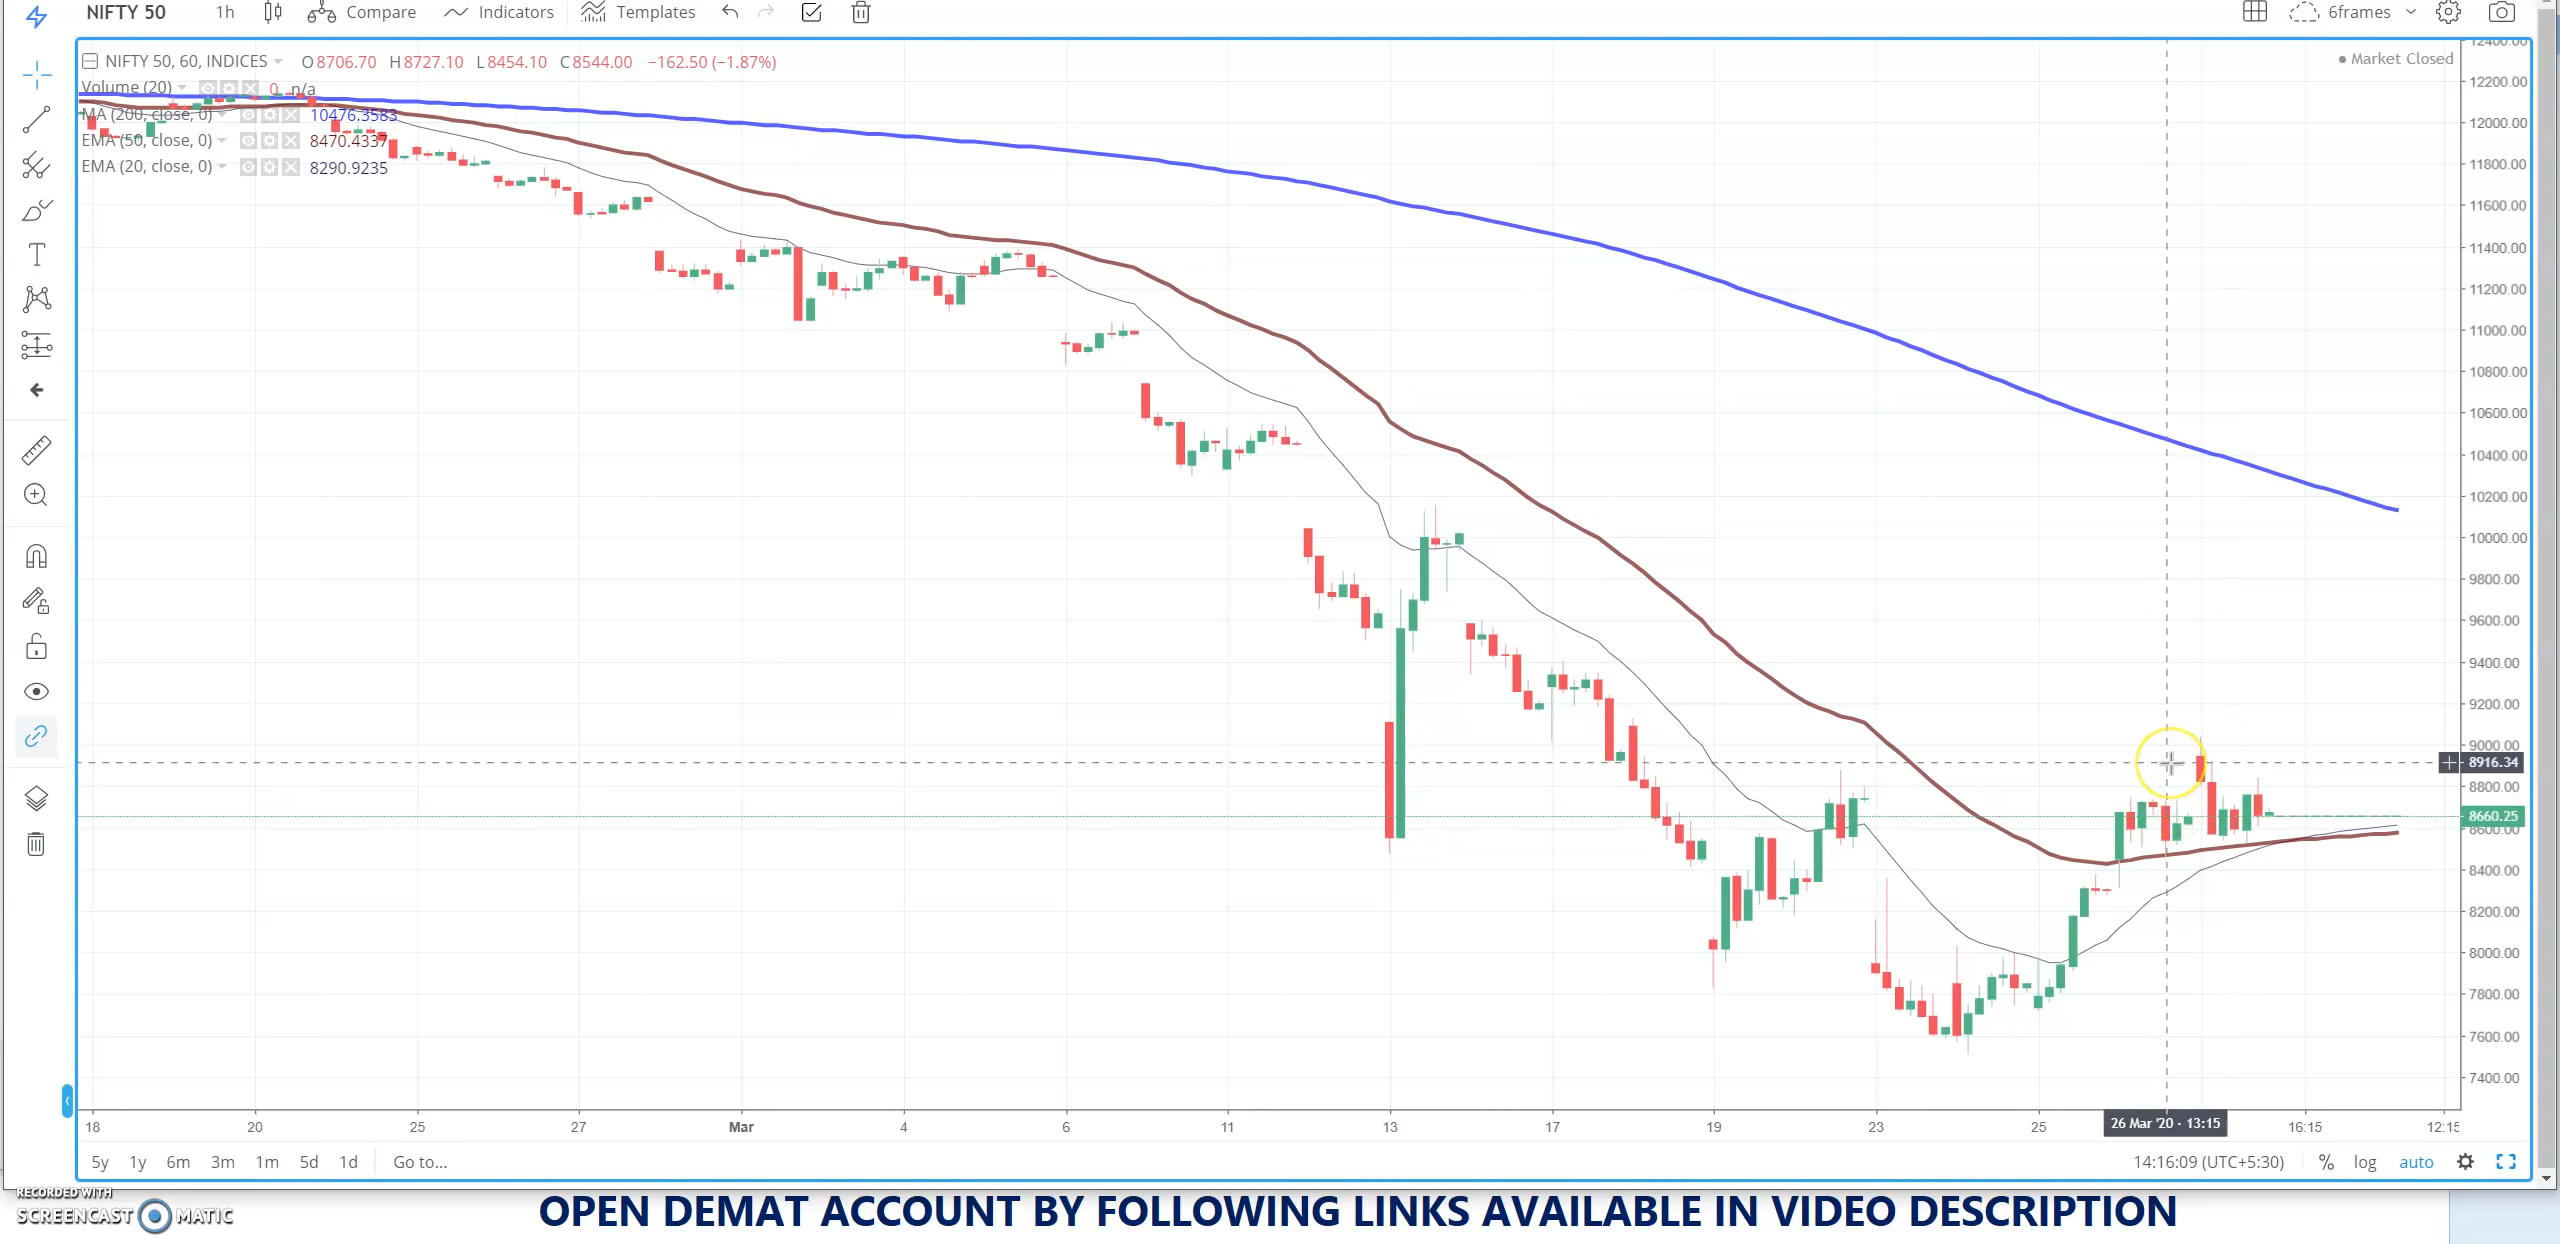 NIFTY 50 1h Compare Indicators Templates 6frames
NIFTY 50, 60, INDICES O8706.70 H8727.10 L8454.10 C8544.00 −162.50 (−1.87%)
Market Closed
Volume (20) 0 n/a
MA (200, close, 0) 10476.3583
EMA (50, close, 0) 8470.4337
EMA (20, close, 0) 8290.9235
12400.00
12200.00
12000.00
11800.00
11600.00
11400.00
11200.00
11000.00
10800.00
10600.00
10400.00
10200.00
10000.00
9800.00
9600.00
9400.00
9200.00
9000.00
8916.34
8800.00
8660.25
8600.00
8400.00
8200.00
8000.00
7800.00
7600.00
7400.00
18 20 25 27 Mar 4 6 11 13 17 19 23 25 26 Mar '20 · 13:15 16:15 12:15
5y 1y 6m 3m 1m 5d 1d Go to... 14:16:09 (UTC+5:30) % log auto
RECORDED WITH
SCREENCAST MATIC
OPEN DEMAT ACCOUNT BY FOLLOWING LINKS AVAILABLE IN VIDEO DESCRIPTION